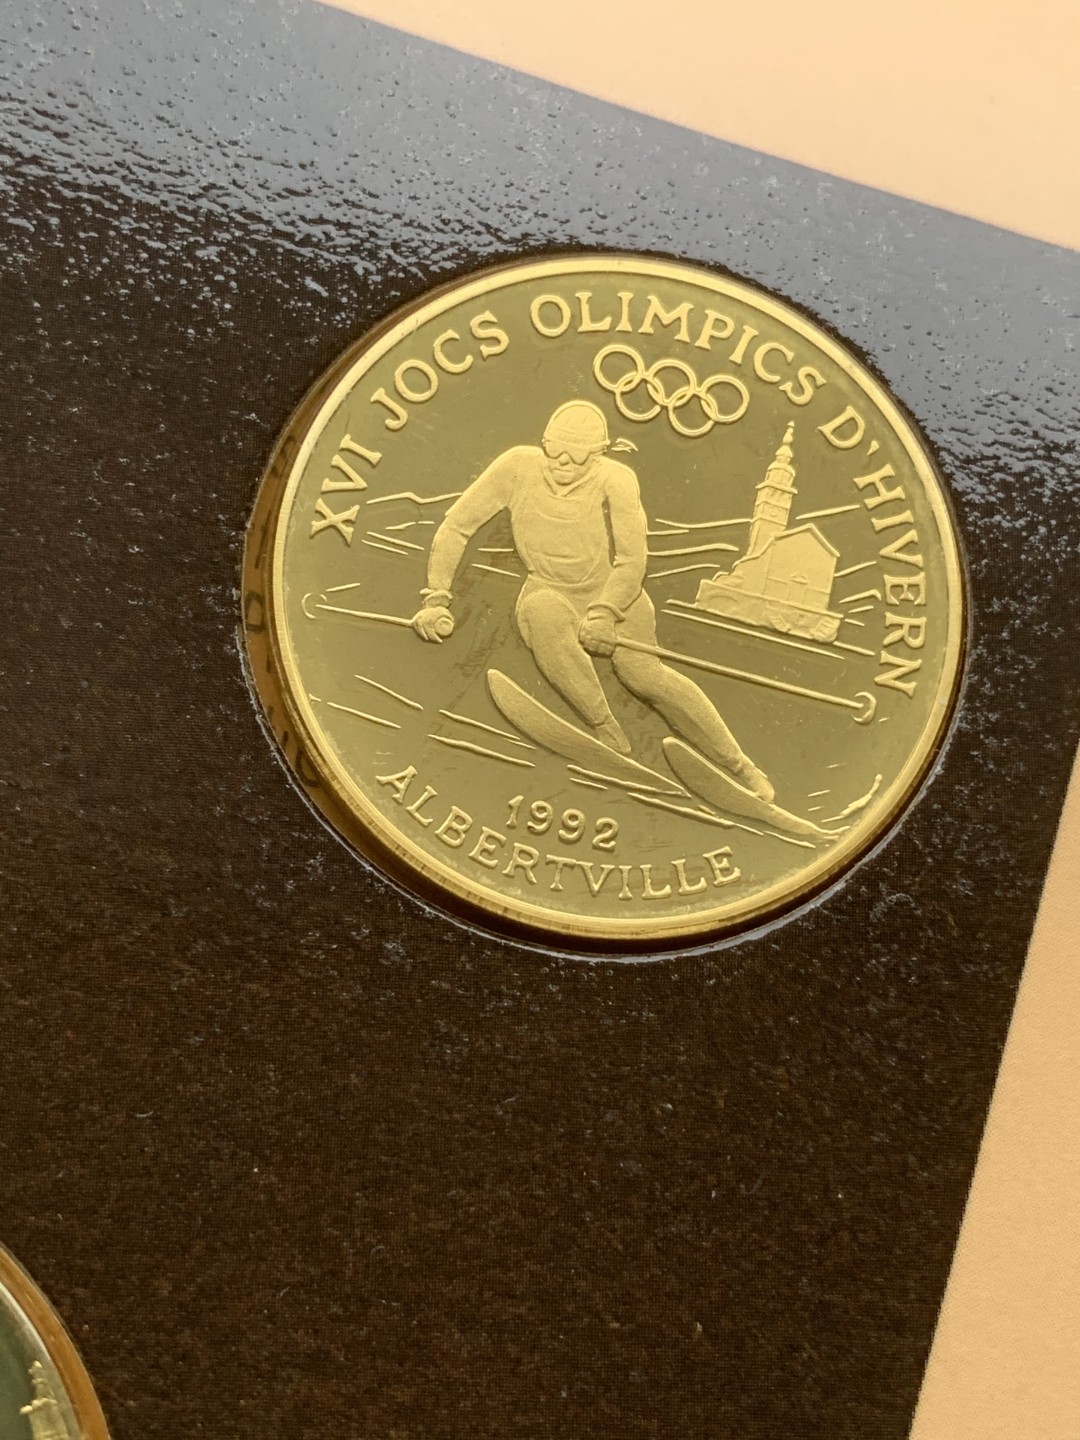 XVI JOCS OLIMPICS D'HIVERN
1992
ALBERTVILLE